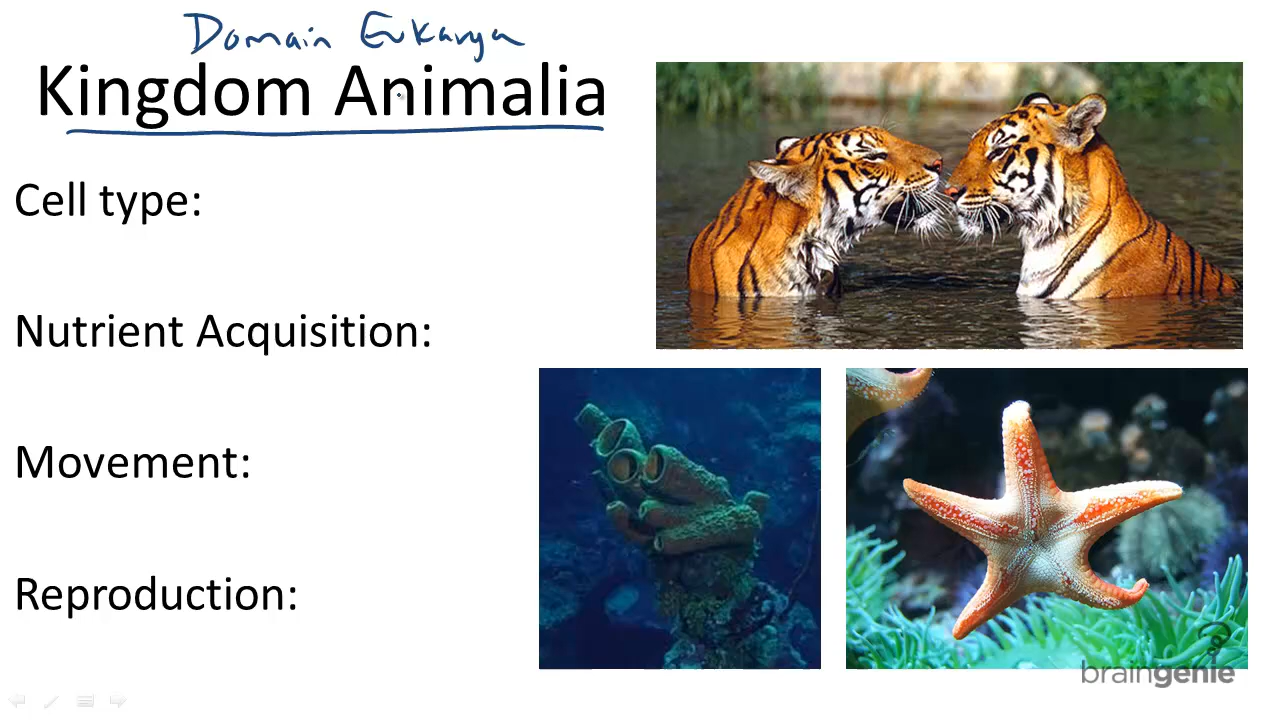 Domain Eukarya
Kingdom Animalia
Cell type:
Nutrient Acquisition:
Movement:
Reproduction:
braingenie